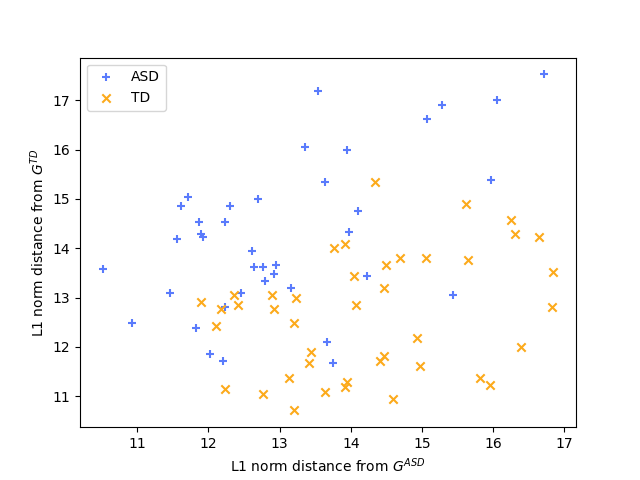 ASD
TD
17
16
15
14
13
12
11
L1 norm distance from G^{TD}
11 12 13 14 15 16 17
L1 norm distance from G^{ASD}